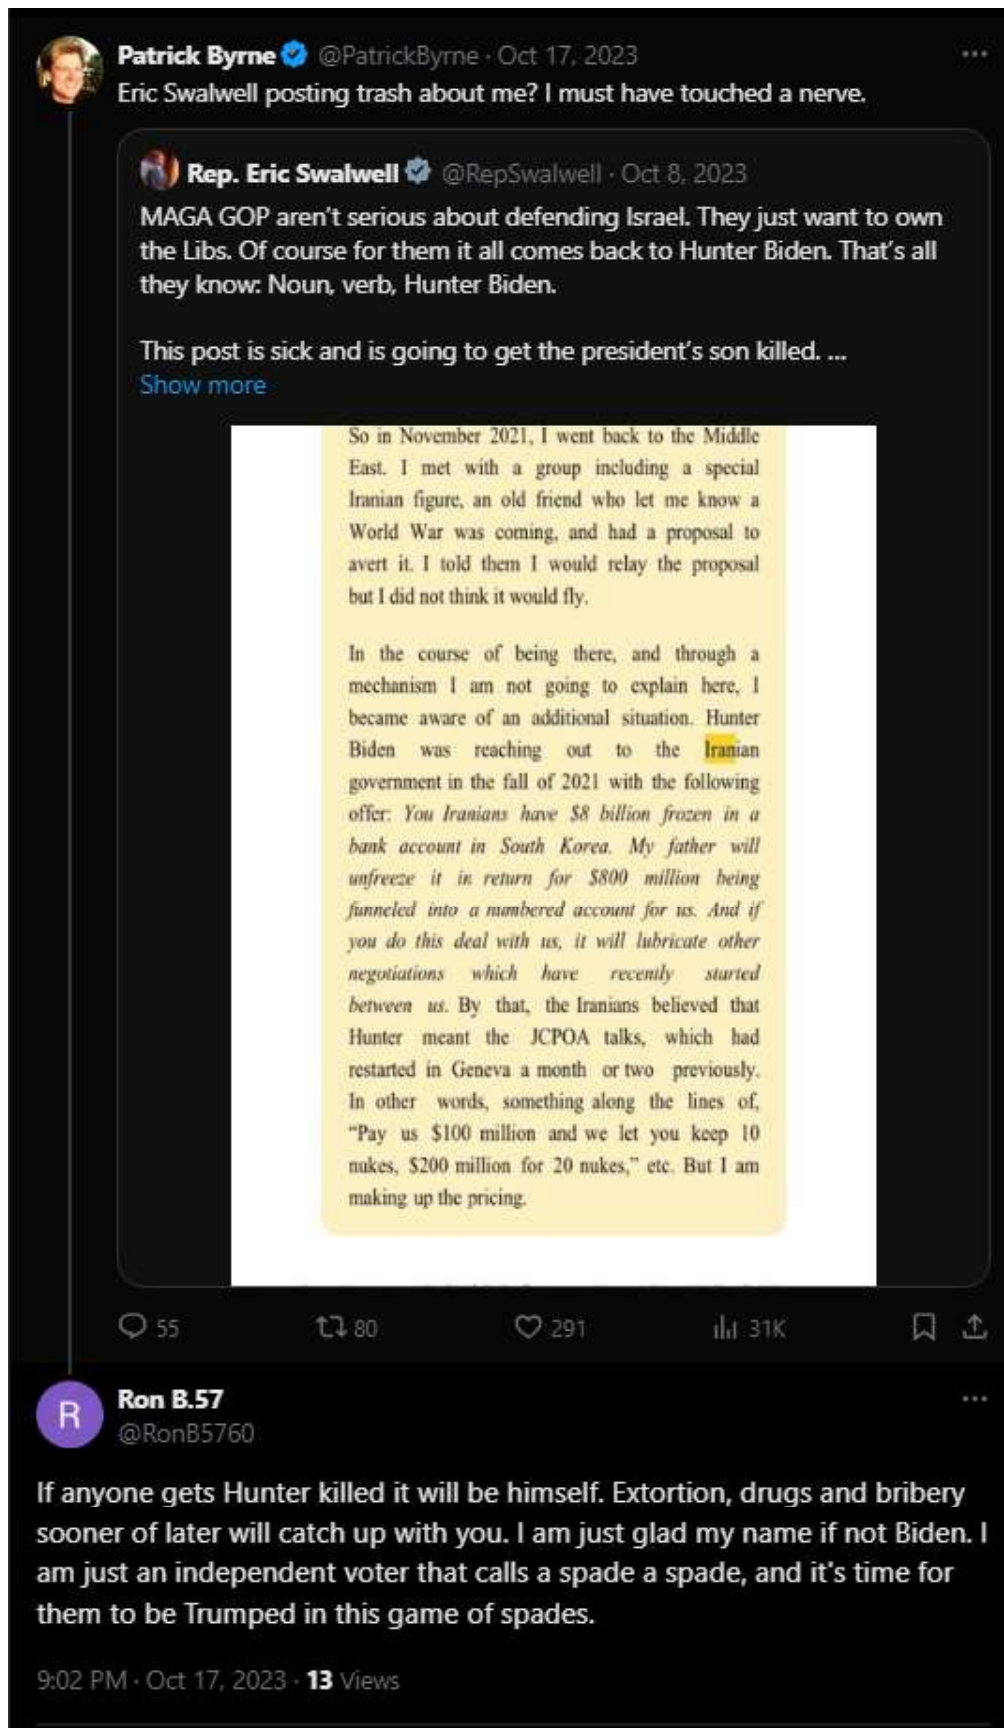 Patrick Byrne @PatrickByrne · Oct 17, 2023
Eric Swalwell posting trash about me? I must have touched a nerve.
Rep. Eric Swalwell @RepSwalwell · Oct 8, 2023
MAGA GOP aren't serious about defending Israel. They just want to own
the Libs. Of course for them it all comes back to Hunter Biden. That's all
they know: Noun, verb, Hunter Biden.
This post is sick and is going to get the president's son killed. ...
Show more
So in November 2021, I went back to the Middle
East. I met with a group including a special
Iranian figure, an old friend who let me know a
World War was coming, and had a proposal to
avert it. I told them I would relay the proposal
but I did not think it would fly.
In the course of being there, and through a
mechanism I am not going to explain here, I
became aware of an additional situation. Hunter
Biden was reaching out to the Iranian
government in the fall of 2021 with the following
offer: You Iranians have $8 billion frozen in a
bank account in South Korea. My father will
unfreeze it in return for $800 million being
funneled into a numbered account for us. And if
you do this deal with us, it will lubricate other
negotiations which have recently started
between us. By that, the Iranians believed that
Hunter meant the JCPOA talks, which had
restarted in Geneva a month or two previously.
In other words, something along the lines of,
"Pay us $100 million and we let you keep 10
nukes, $200 million for 20 nukes," etc. But I am
making up the pricing.
55 80 291 31K
R
Ron B.57
@RonB5760
If anyone gets Hunter killed it will be himself. Extortion, drugs and bribery
sooner of later will catch up with you. I am just glad my name if not Biden. I
am just an independent voter that calls a spade a spade, and it's time for
them to be Trumped in this game of spades.
9:02 PM · Oct 17, 2023 · 13 Views